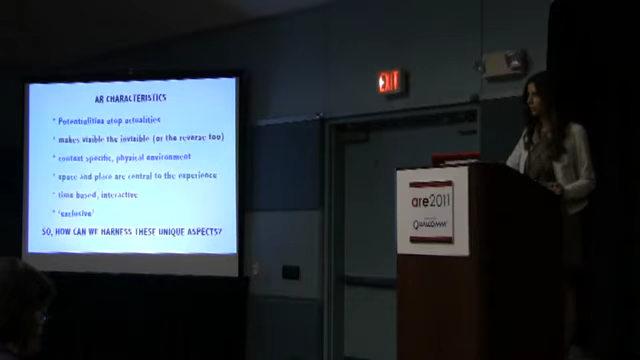 AR CHARACTERISTICS
* Potentialities atop actualities
* makes visible the invisible (or the reverse too)
* context specific, physical environment
* space and place are central to the experience
* time based, interactive
* 'exclusive'
SO, HOW CAN WE HARNESS THESE UNIQUE ASPECTS?
EXIT
are2011
QUALCOMM